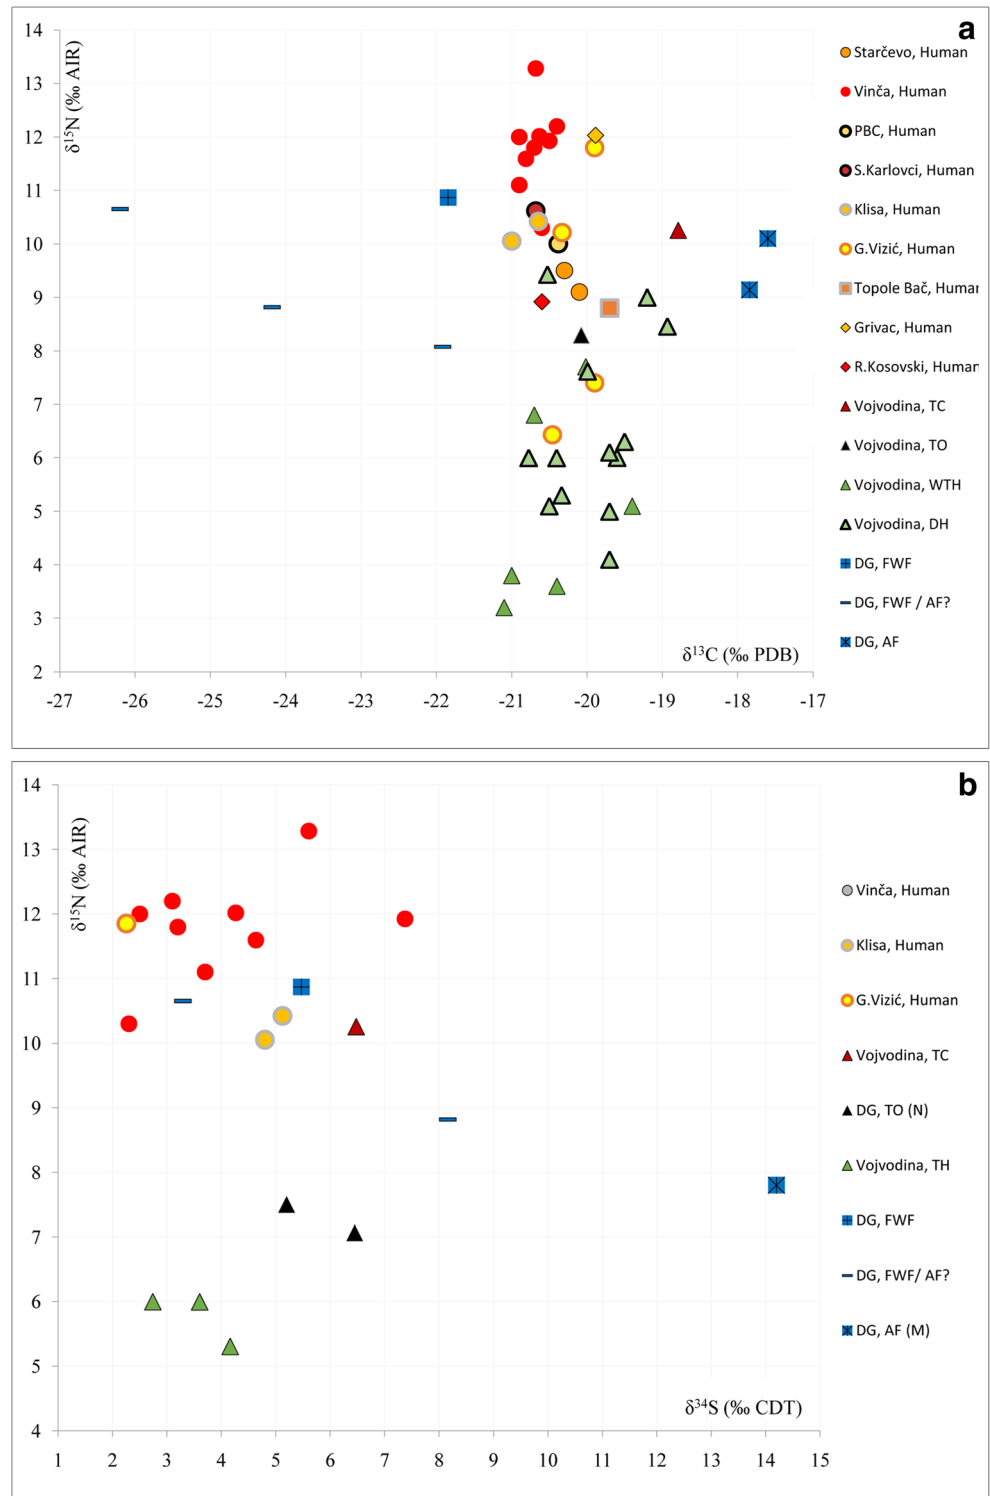 a
14
13
12
11
10
9
8
7
6
5
4
3
2
δ15N (‰ AIR)
δ13C (‰ PDB)
-27 -26 -25 -24 -23 -22 -21 -20 -19 -18 -17
Starčevo, Human
Vinča, Human
PBC, Human
S.Karlovci, Human
Klisa, Human
G.Vizić, Human
Topole Bač, Human
Grivac, Human
R.Kosovski, Human
Vojvodina, TC
Vojvodina, TO
Vojvodina, WTH
Vojvodina, DH
DG, FWF
DG, FWF / AF?
DG, AF
b
14
13
12
11
10
9
8
7
6
5
4
δ15N (‰ AIR)
δ34S (‰ CDT)
1 2 3 4 5 6 7 8 9 10 11 12 13 14 15
Vinča, Human
Klisa, Human
G.Vizić, Human
Vojvodina, TC
DG, TO (N)
Vojvodina, TH
DG, FWF
DG, FWF/ AF?
DG, AF (M)